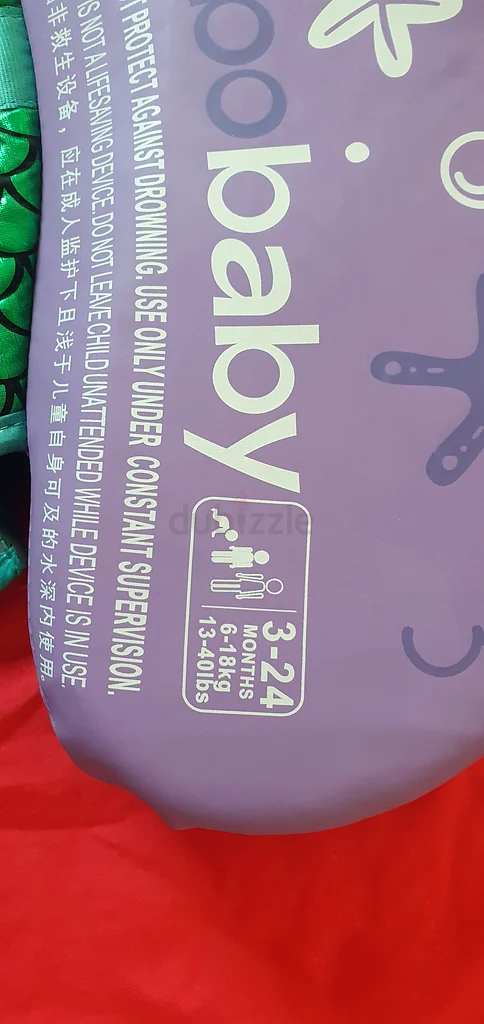 oobaby
3-24
MONTHS
6-18kg
13-40lbs
T PROTECT AGAINST DROWNING. USE ONLY UNDER CONSTANT SUPERVISION.
IS NOT A LIFESAVING DEVICE. DO NOT LEAVE CHILD UNATTENDED WHILE DEVICE IS IN USE.
非救生设备，应在成人监护下且浅于儿童自身可及的水深内使用。
dubizzle